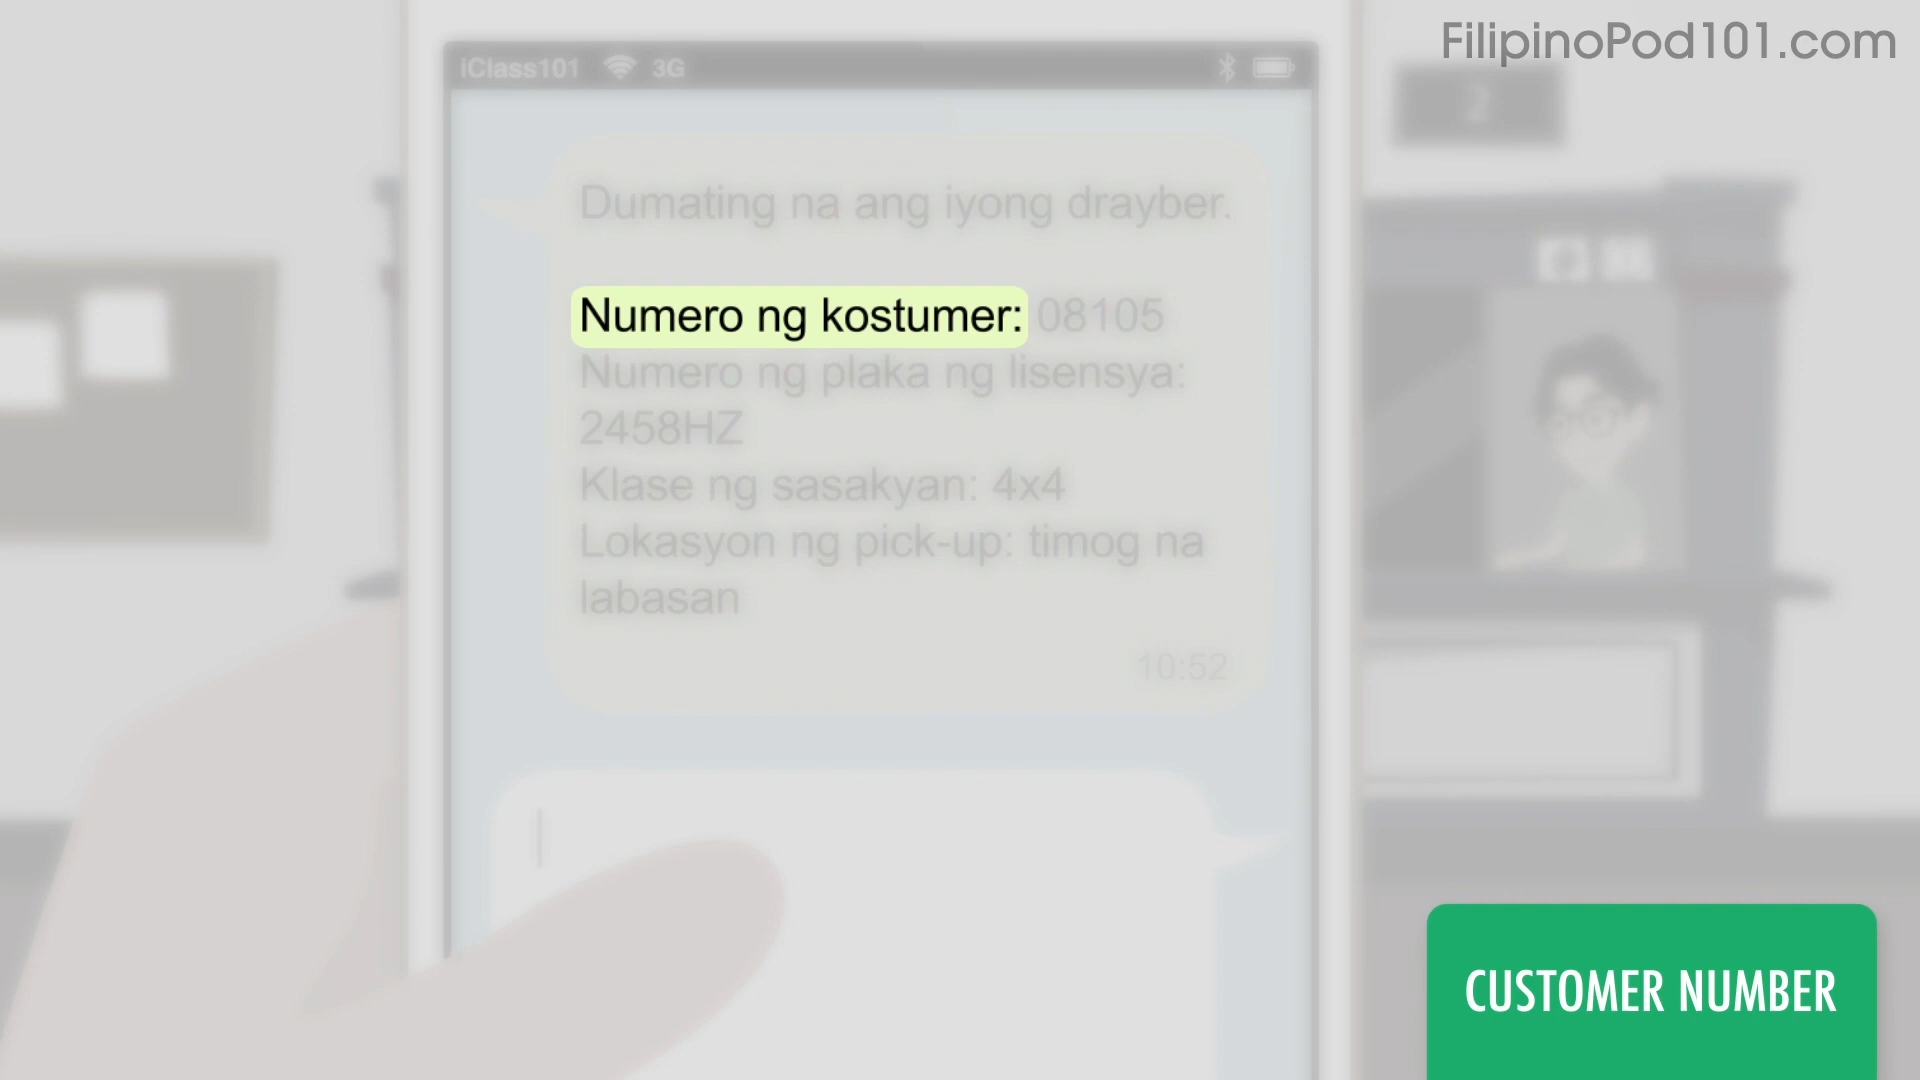 FilipinoPod101.com
iClass101 3G
2
Dumating na ang iyong drayber.
Numero ng kostumer: 08105
Numero ng plaka ng lisensya:
2458HZ
Klase ng sasakyan: 4x4
Lokasyon ng pick-up: timog na
labasan
10:52
CUSTOMER NUMBER